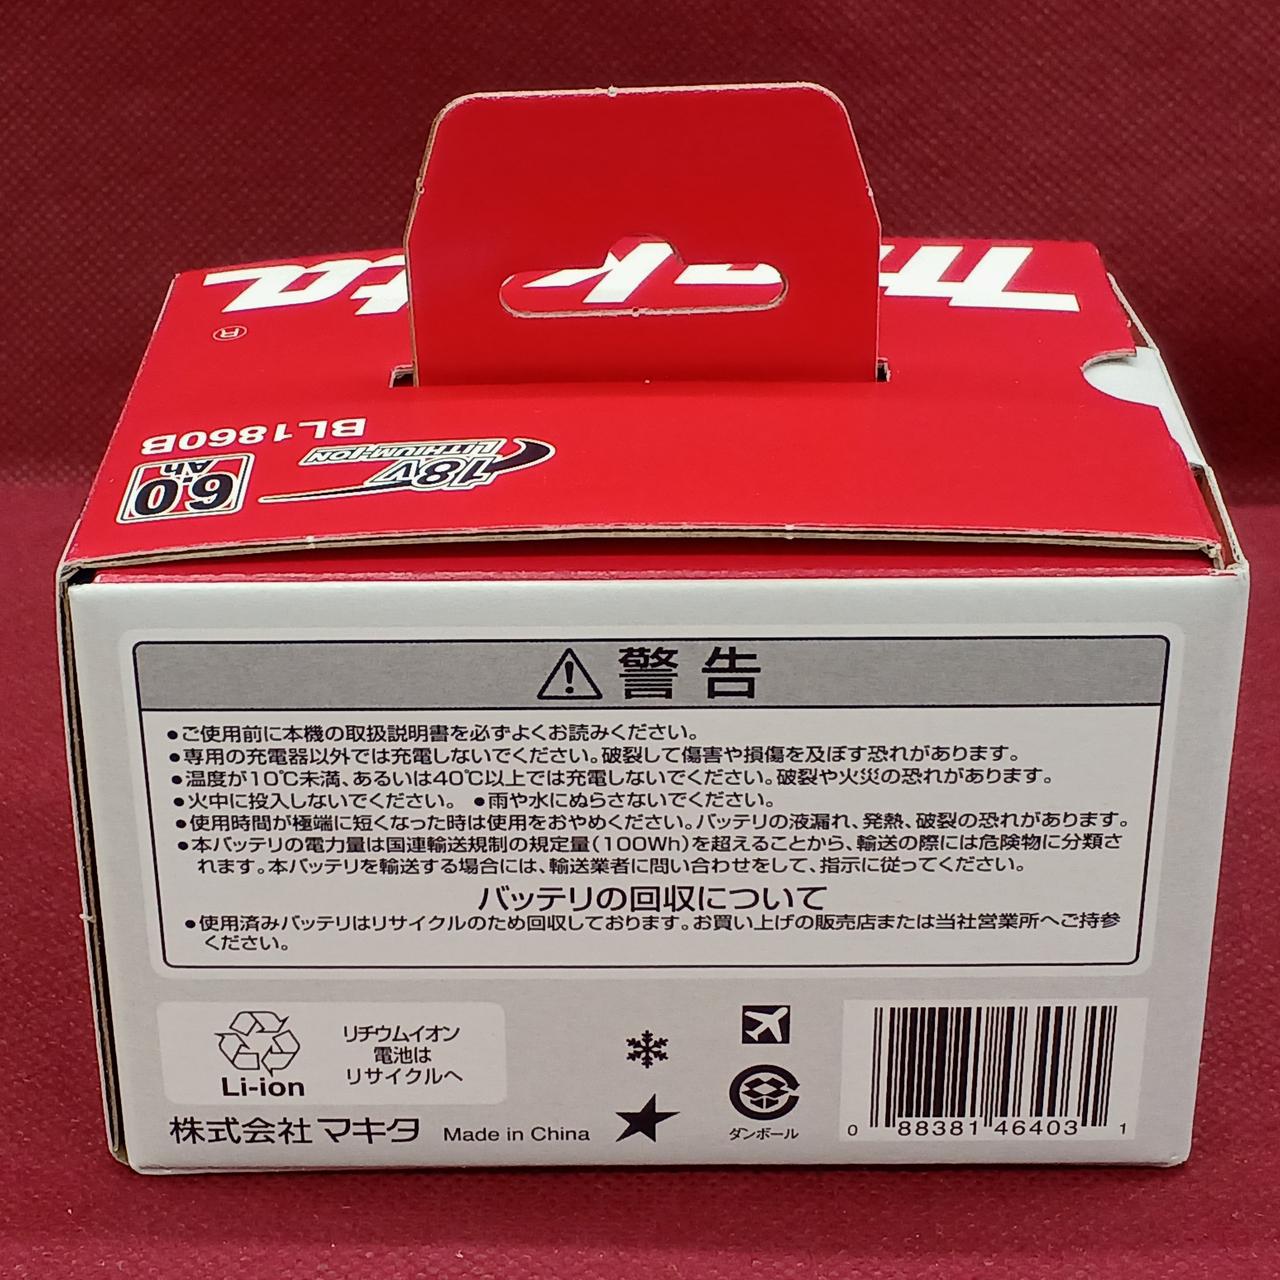 makita
®
BL1860B
18V
LITHIUM-ION
6.0
Ah
警告
●ご使用前に本機の取扱説明書を必ずよくお読みください。
●専用の充電器以外では充電しないでください。破裂して傷害や損傷を及ぼす恐れがあります。
●温度が10℃未満、あるいは40℃以上では充電しないでください。破裂や火災の恐れがあります。
●火中に投入しないでください。 ●雨や水にぬらさないでください。
●使用時間が極端に短くなった時は使用をおやめください。バッテリの液漏れ、発熱、破裂の恐れがあります。
●本バッテリの電力量は国連輸送規制の規定量(100Wh)を超えることから、輸送の際には危険物に分類さ
れます。本バッテリを輸送する場合には、輸送業者に問い合わせをして、指示に従ってください。
バッテリの回収について
●使用済みバッテリはリサイクルのため回収しております。お買い上げの販売店または当社営業所へご持参
ください。
Li-ion
リチウムイオン
電池は
リサイクルへ
株式会社マキタ Made in China
ダンボール
0 88381 46403 1